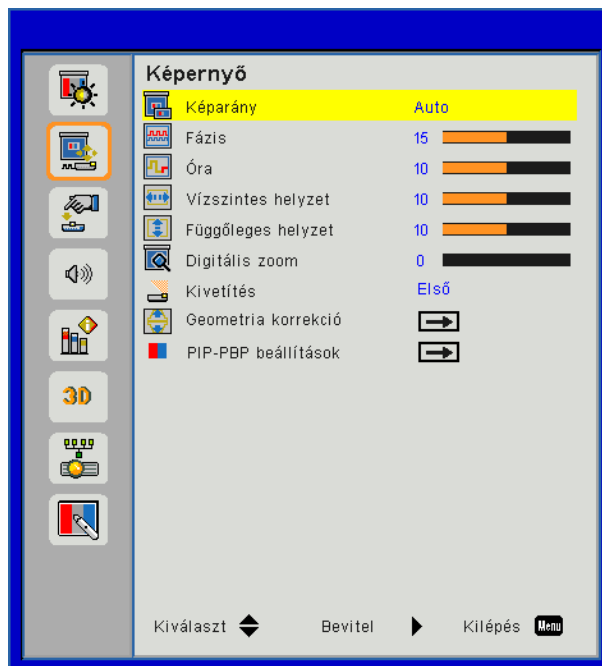 Képernyő
Képarány Auto
Fázis 15
Óra 10
Vízszintes helyzet 10
Függőleges helyzet 10
Digitális zoom 0
Kivetítés Első
Geometria korrekció
PIP-PBP beállítások
3D
Kiválaszt Bevitel Kilépés Menu